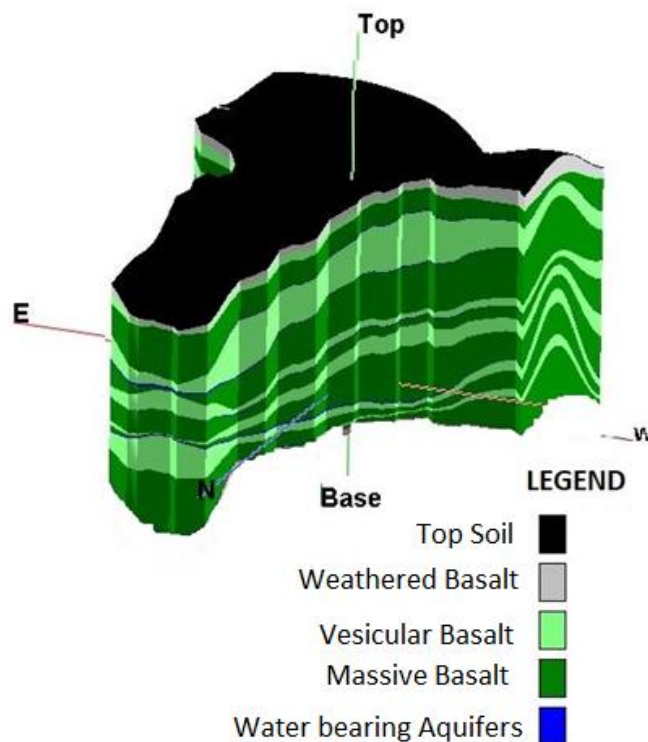 Top
E
W
N
Base
LEGEND
Top Soil
Weathered Basalt
Vesicular Basalt
Massive Basalt
Water bearing Aquifers